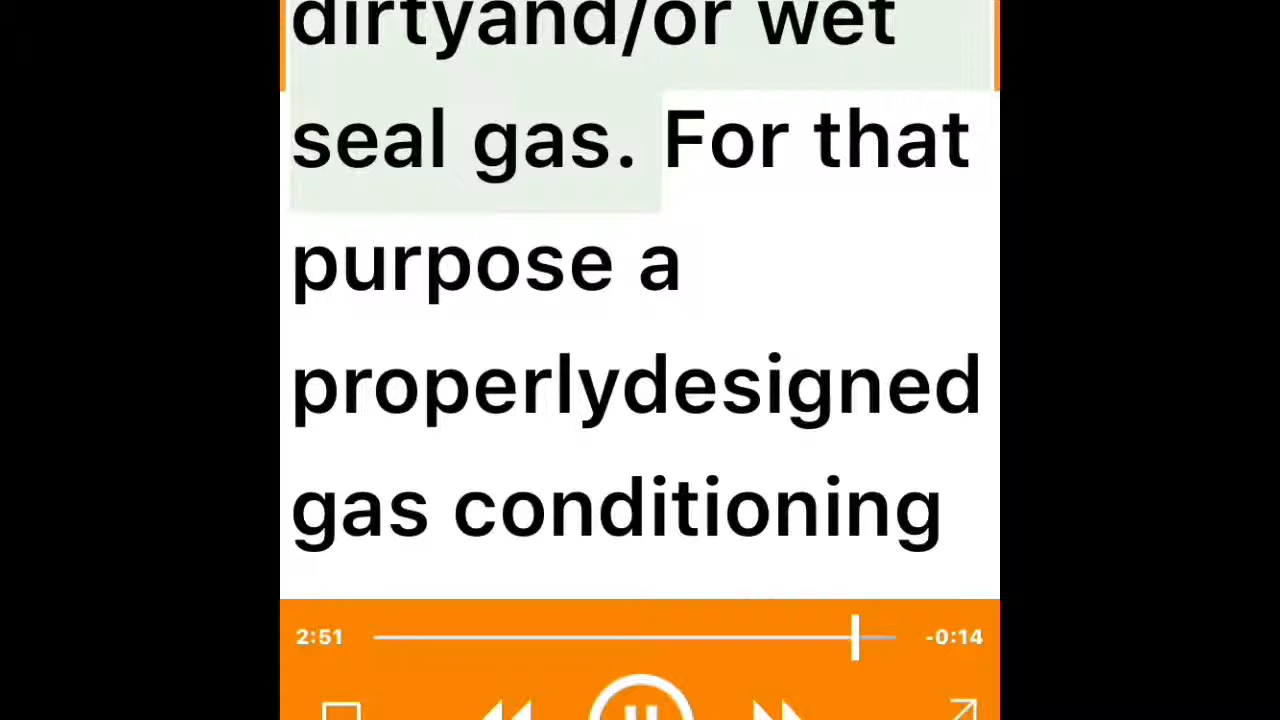 dirtyand/or wet
seal gas. For that
purpose a
properlydesigned
gas conditioning
2:51
-0:14